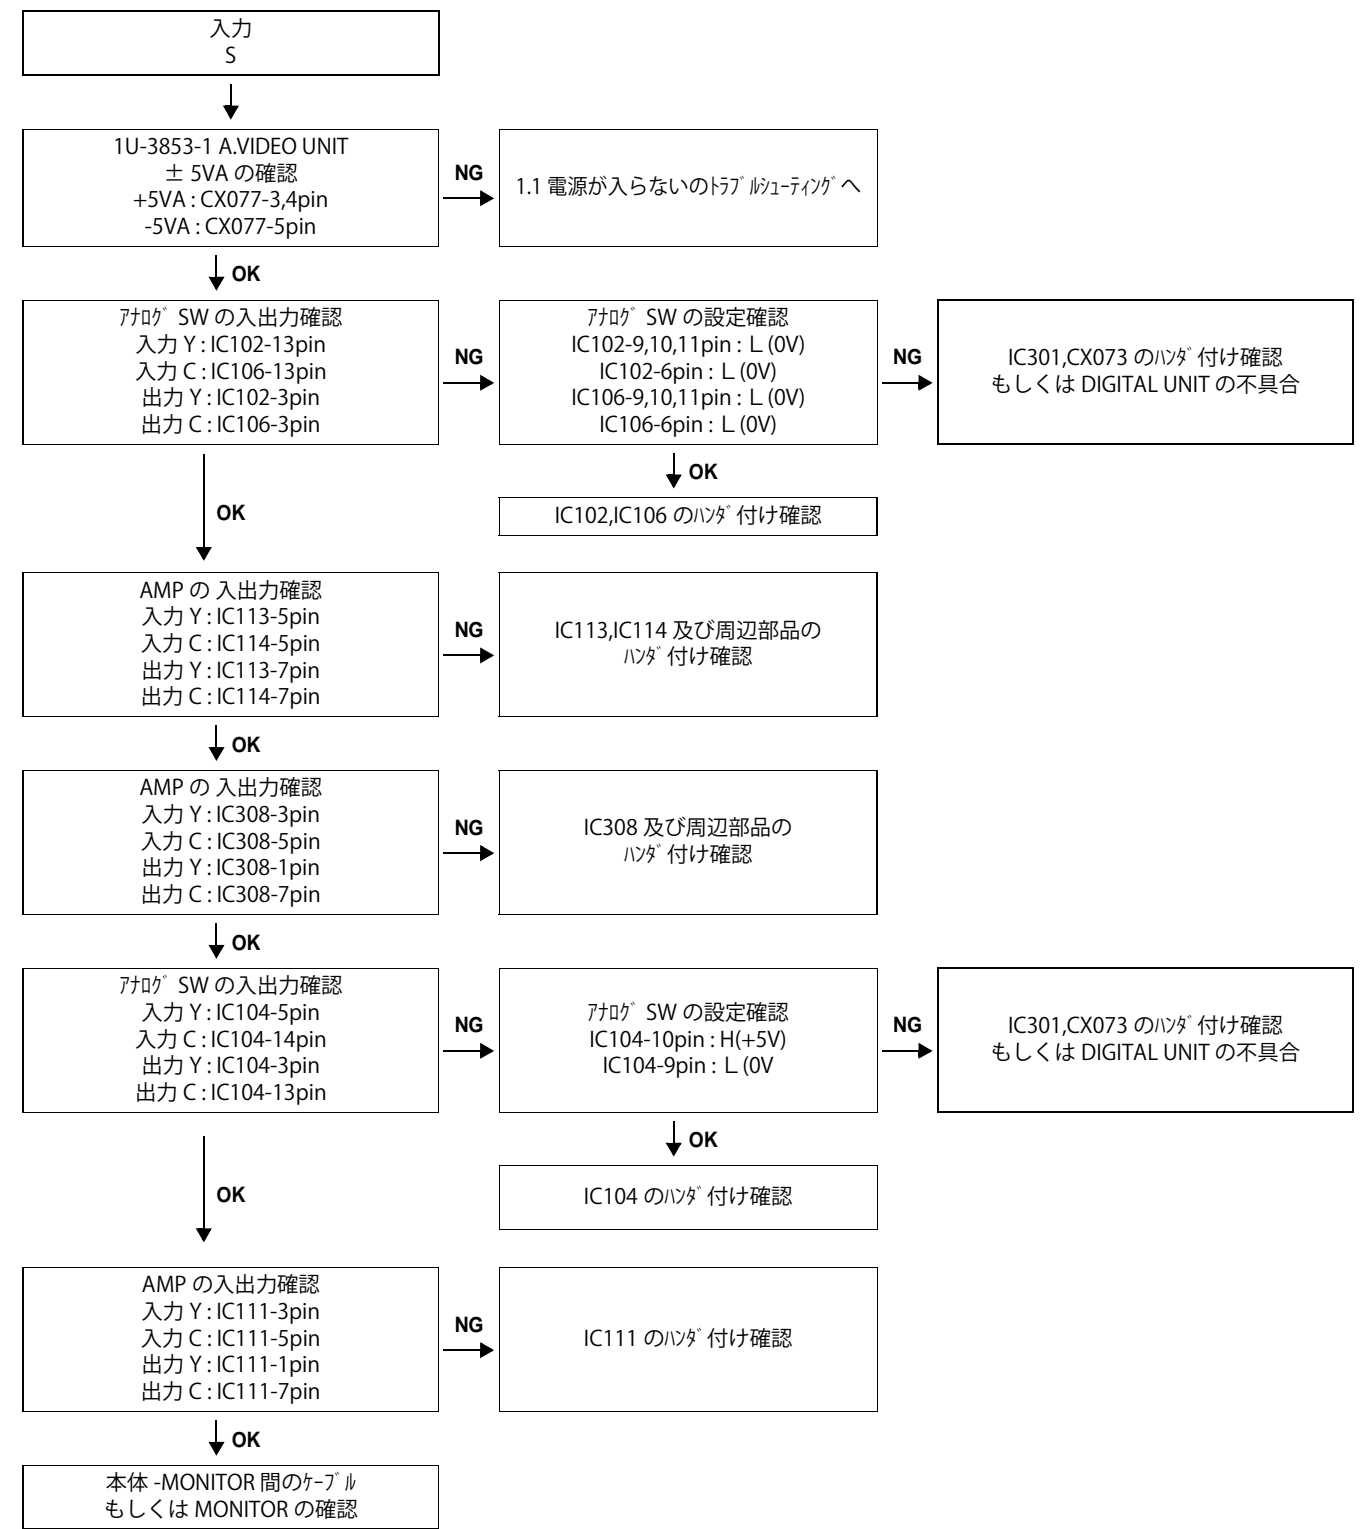 入力
S
1U-3853-1 A.VIDEO UNIT
± 5VA の確認
+5VA : CX077-3,4pin
-5VA : CX077-5pin
NG
1.1 電源が入らないのﾄﾗﾌﾞﾙｼｭｰﾃｨﾝｸﾞへ
OK
ｱﾅﾛｸﾞ SW の入出力確認
入力 Y : IC102-13pin
入力 C : IC106-13pin
出力 Y : IC102-3pin
出力 C : IC106-3pin
NG
ｱﾅﾛｸﾞ SW の設定確認
IC102-9,10,11pin : L (0V)
IC102-6pin : L (0V)
IC106-9,10,11pin : L (0V)
IC106-6pin : L (0V)
NG
IC301,CX073 のﾊﾝﾀﾞ付け確認
もしくは DIGITAL UNIT の不具合
OK
IC102,IC106 のﾊﾝﾀﾞ付け確認
OK
AMP の 入出力確認
入力 Y : IC113-5pin
入力 C : IC114-5pin
出力 Y : IC113-7pin
出力 C : IC114-7pin
NG
IC113,IC114 及び周辺部品の
ﾊﾝﾀﾞ付け確認
OK
AMP の 入出力確認
入力 Y : IC308-3pin
入力 C : IC308-5pin
出力 Y : IC308-1pin
出力 C : IC308-7pin
NG
IC308 及び周辺部品の
ﾊﾝﾀﾞ付け確認
OK
ｱﾅﾛｸﾞ SW の入出力確認
入力 Y : IC104-5pin
入力 C : IC104-14pin
出力 Y : IC104-3pin
出力 C : IC104-13pin
NG
ｱﾅﾛｸﾞ SW の設定確認
IC104-10pin : H(+5V)
IC104-9pin : L (0V
NG
IC301,CX073 のﾊﾝﾀﾞ付け確認
もしくは DIGITAL UNIT の不具合
OK
IC104 のﾊﾝﾀﾞ付け確認
OK
AMP の入出力確認
入力 Y : IC111-3pin
入力 C : IC111-5pin
出力 Y : IC111-1pin
出力 C : IC111-7pin
NG
IC111 のﾊﾝﾀﾞ付け確認
OK
本体 -MONITOR 間のｹｰﾌﾞﾙ
もしくは MONITOR の確認